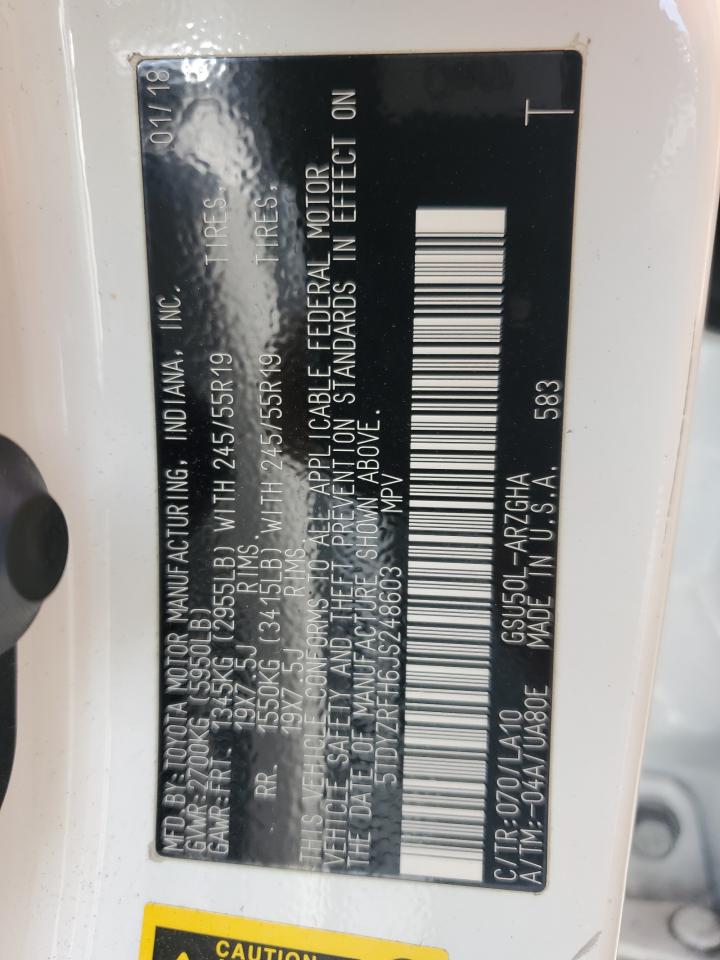 MFD BY: TOYOTA MOTOR MANUFACTURING, INDIANA, INC. 01/18
GVWR: 2700KG (5950LB)
GAWR: FRT. 1345KG (2955LB) WITH 245/55R19 TIRES,
19X7.5J RIMS.
RR. 1550KG (3415LB) WITH 245/55R19 TIRES,
19X7.5J RIMS.
THIS VEHICLE CONFORMS TO ALL APPLICABLE FEDERAL MOTOR
VEHICLE SAFETY AND THEFT PREVENTION STANDARDS IN EFFECT ON
THE DATE OF MANUFACTURE SHOWN ABOVE.
5TDYZRFH6JS248603 MPV
C/TR: 070/LA10 GSU50L-ARZGHA T
A/TM: -04A/UA80E MADE IN U.S.A. 583
CAUTION